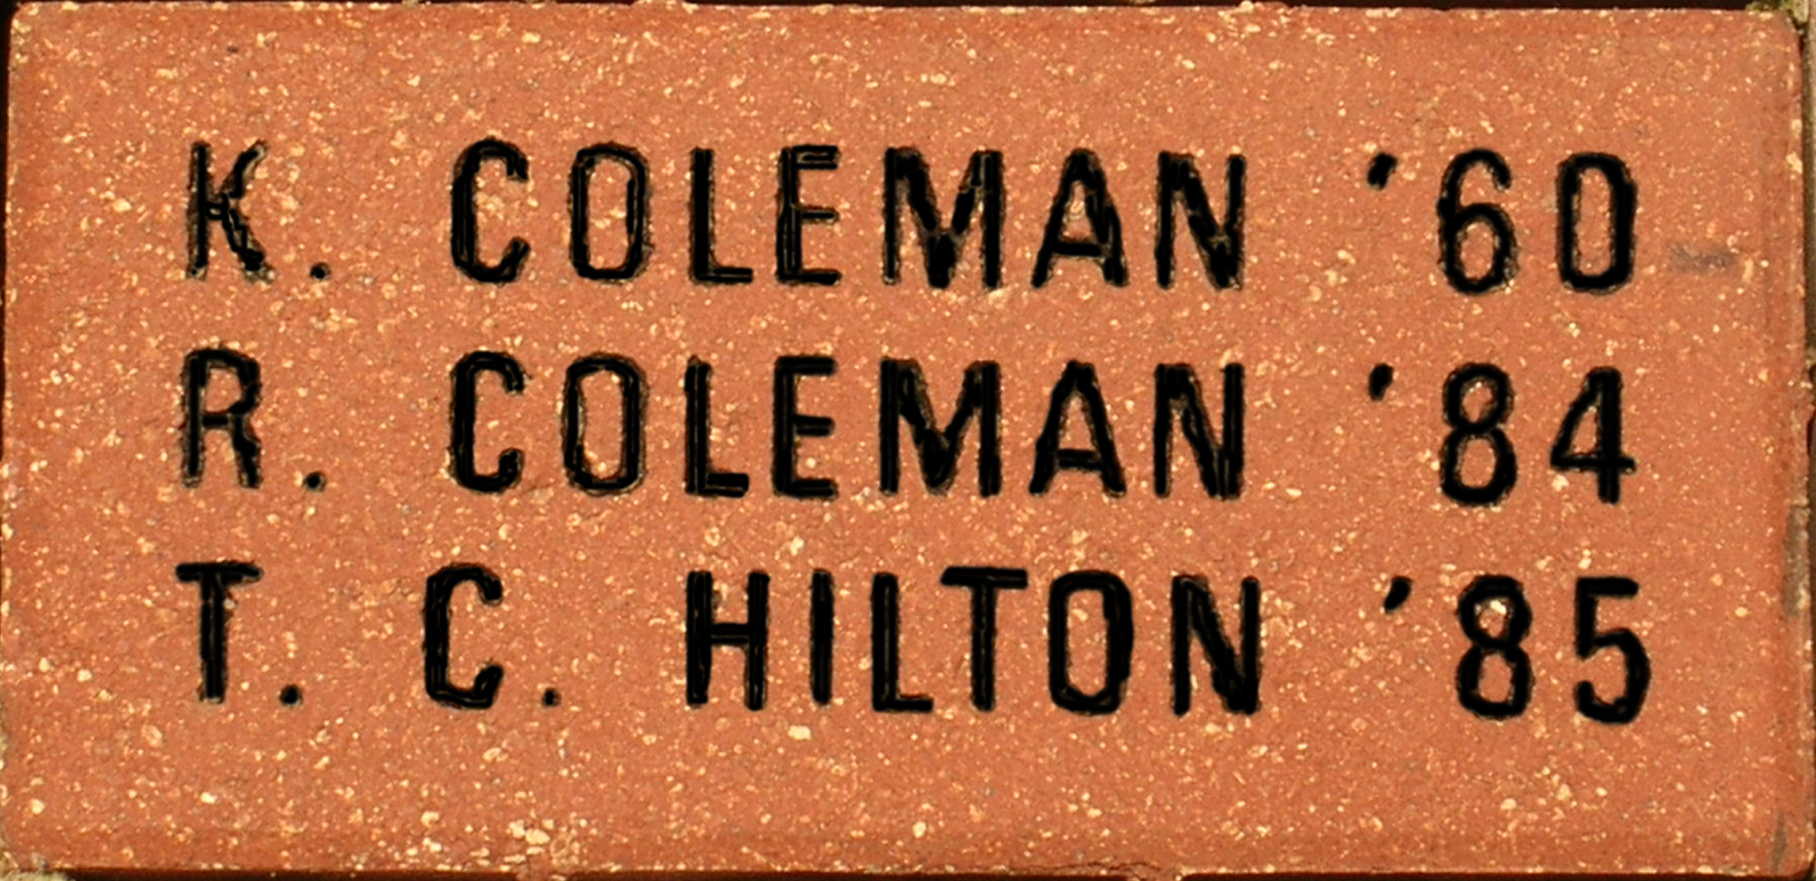 K. COLEMAN '60
R. COLEMAN '84
T. C. HILTON '85